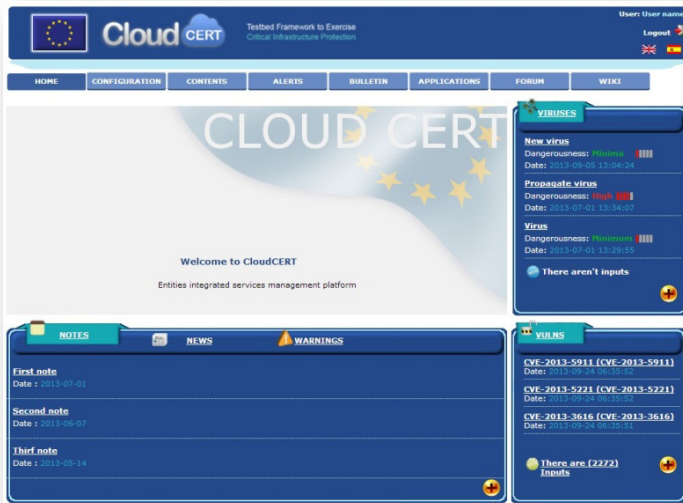 User: User name
Cloud CERT
Testbed Framework to Exercise
Critical Infrastructure Protection
Logout
HOME CONFIGURATION CONTENTS ALERTS BULLETIN APPLICATIONS FORUM WIKI
CLOUD CERT
Welcome to CloudCERT
Entities integrated services management platform
VIRUSES
New virus
Dangerousness: Minima
Date: 2013-09-05 13:04:24
Propagate virus
Dangerousness: High
Date: 2013-07-01 13:34:07
Virus
Dangerousness: Minimum
Date: 2013-07-01 13:29:55
There aren't inputs
NOTES NEWS WARNINGS
First note
Date : 2013-07-01
Second note
Date : 2013-06-07
Thirf note
Date : 2013-05-14
VULNS
CVE-2013-5911 (CVE-2013-5911)
Date: 2013-09-24 06:35:52
CVE-2013-5221 (CVE-2013-5221)
Date: 2013-09-24 06:35:52
CVE-2013-3616 (CVE-2013-3616)
Date: 2013-09-24 06:35:51
There are (2272)
Inputs